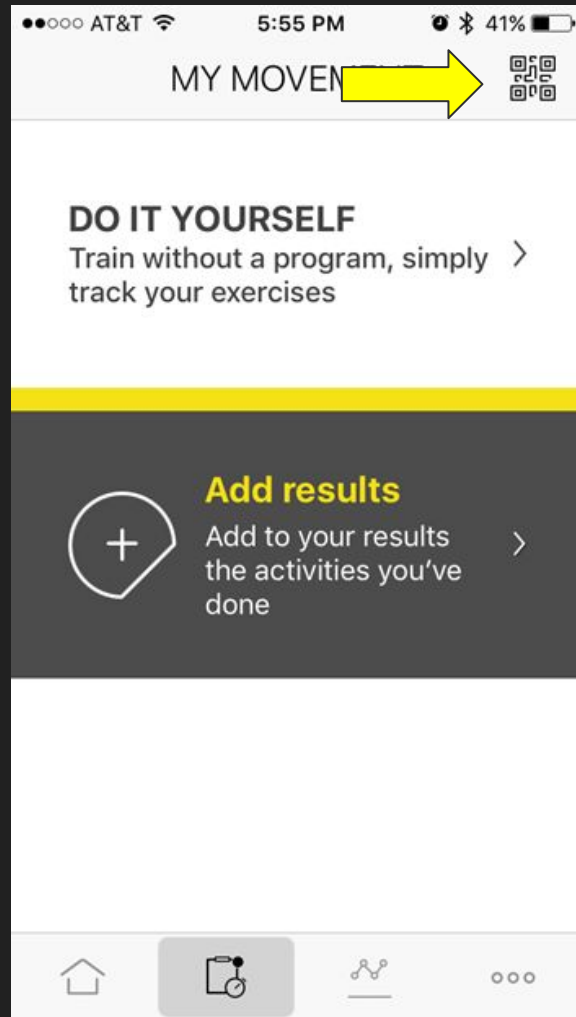 ●●○○○ AT&T 5:55 PM 41%
MY MOVEM
DO IT YOURSELF
Train without a program, simply
track your exercises
Add results
Add to your results
the activities you've
done